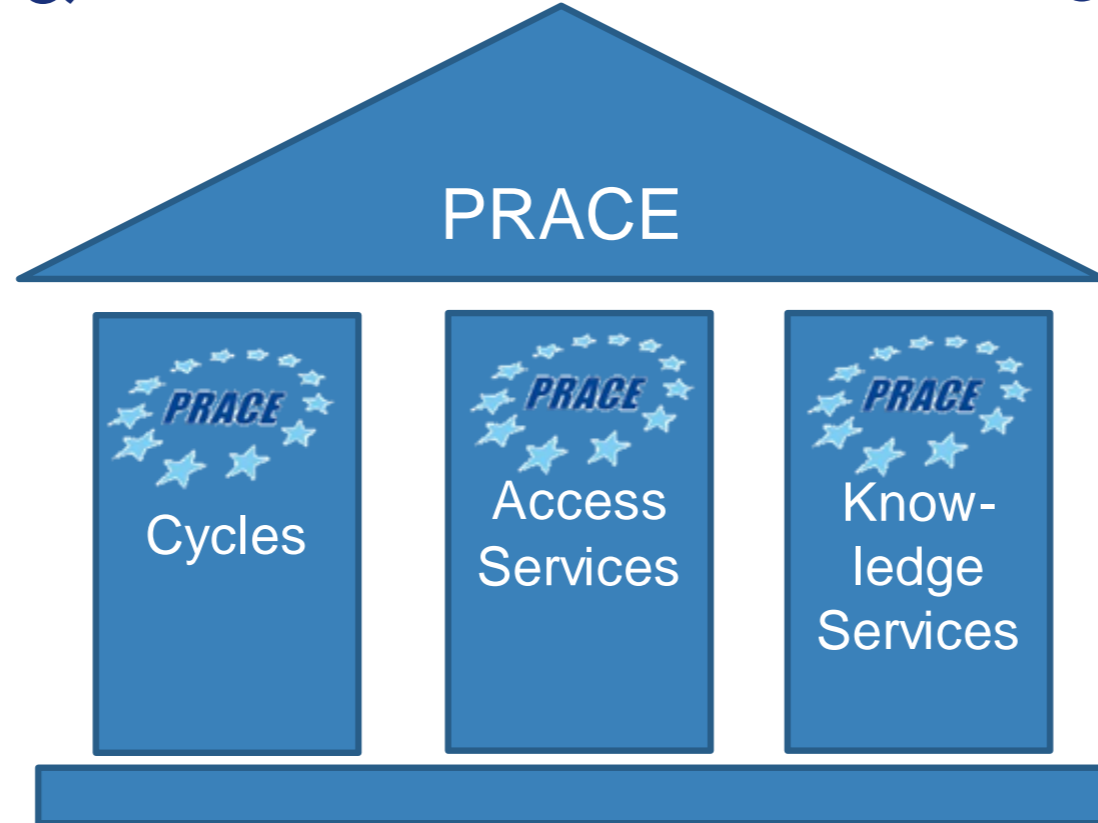 PRACE
PRACE
Cycles
PRACE
Access
Services
PRACE
Know-
ledge
Services